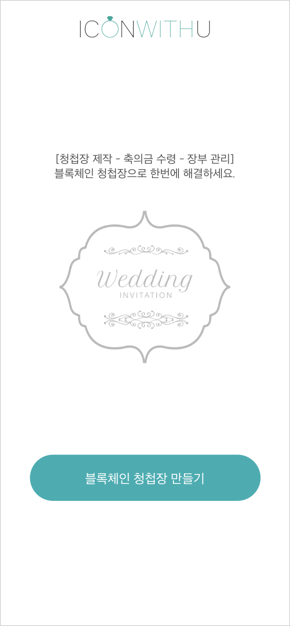 ICONWITHU
[청첩장 제작 - 축의금 수령 - 장부 관리]
블록체인 청첩장으로 한번에 해결하세요.
Wedding
INVITATION
블록체인 청첩장 만들기